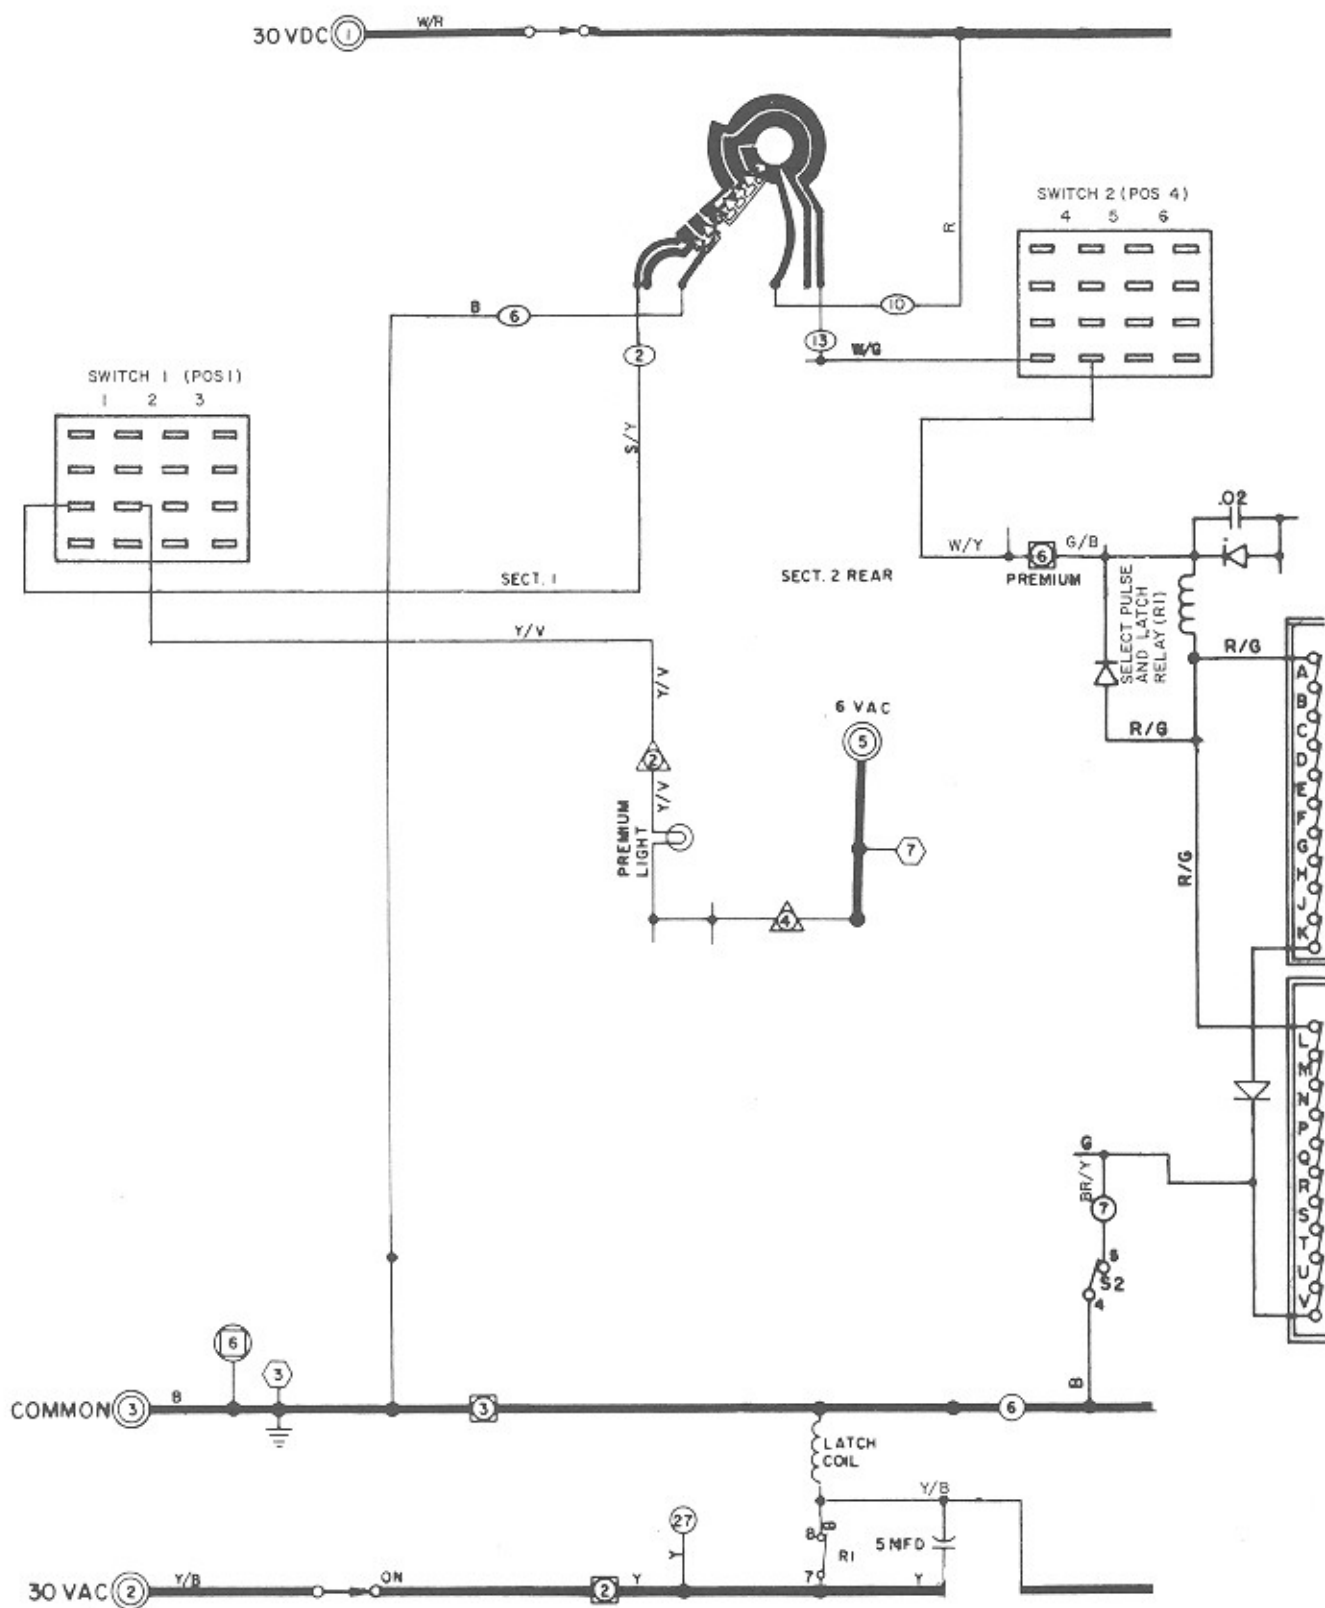 30 VDC 1 W/R
SWITCH 2 (POS 4)
4 5 6
R
10
B 6
13
W/G
2
SWITCH 1 (POS 1)
1 2 3
S/Y
.02
W/Y 6 G/B
PREMIUM
SELECT PULSE
AND LATCH
RELAY (R1)
SECT. 2 REAR
SECT. 1
Y/V
R/G
Y/V
6 VAC
5
R/G
2
Y/V
PREMIUM
LIGHT
7
4
R/G
A
B
C
D
E
F
G
H
J
K
L
M
N
P
Q
R
S
T
U
V
G
BR/Y
7
S2
4
B
6
3
COMMON 3 B 3 6
LATCH
COIL
Y/B
27
Y
8 B
R1
5 MFD
7
30 VAC 2 Y/B ON 2 Y Y